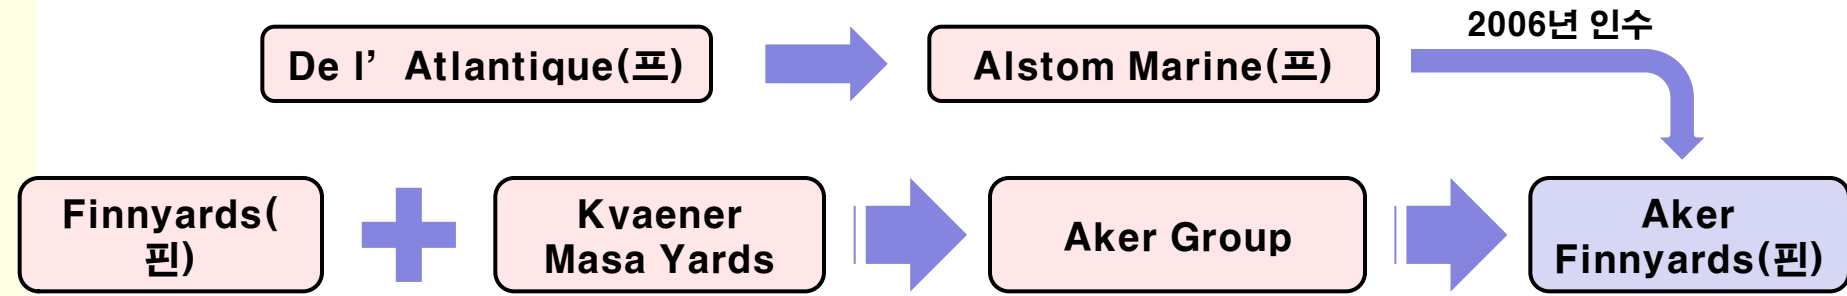 2006년 인수
De l’ Atlantique(프)
Alstom Marine(프)
Finnyards(
핀)
Kvaener
Masa Yards
Aker Group
Aker
Finnyards(핀)